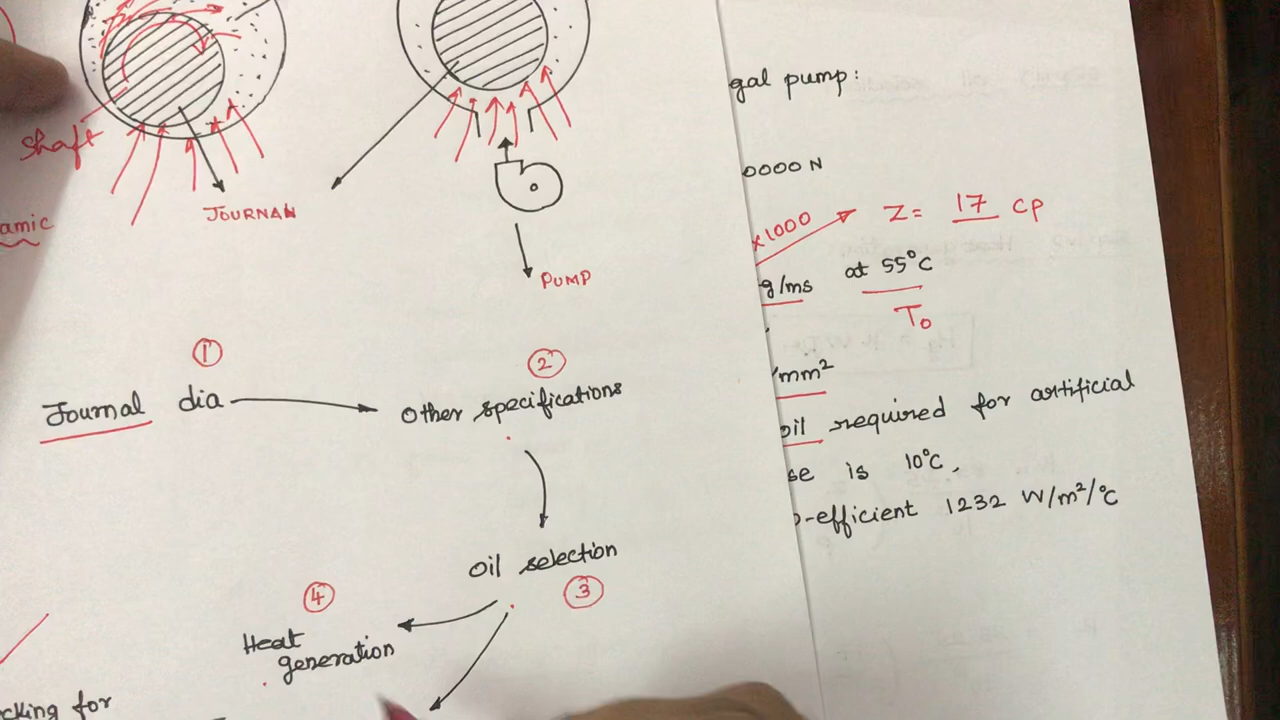 shaft
JOURNAL
amic
PUMP
①
Journal dia
②
Other specifications
Oil selection
③
④
Heat
generation
cking for
gal pump:
0000 N
x1000
Z= 17 cp
g/ms at 55°C
To
/mm²
oil required for artificial
se is 10°C,
-efficient 1232 W/m²/°C